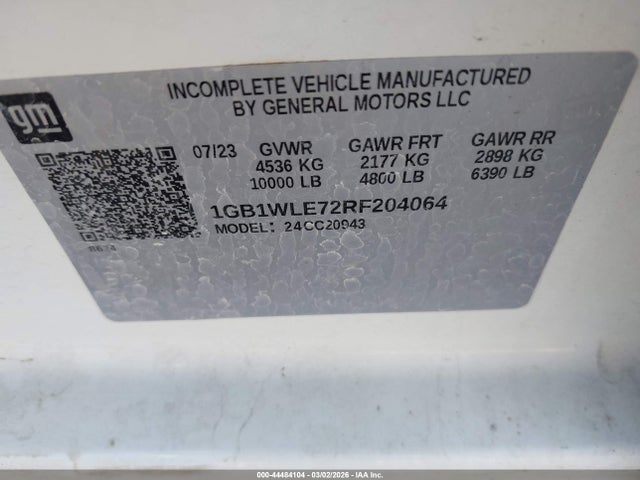 INCOMPLETE VEHICLE MANUFACTURED
BY GENERAL MOTORS LLC
gm
07/23 GVWR GAWR FRT GAWR RR
4536 KG 2177 KG 2898 KG
10000 LB 4800 LB 6390 LB
1GB1WLE72RF204064
MODEL: 24CC20943
000-44484104 | 03/02/2026 - IAA Inc.